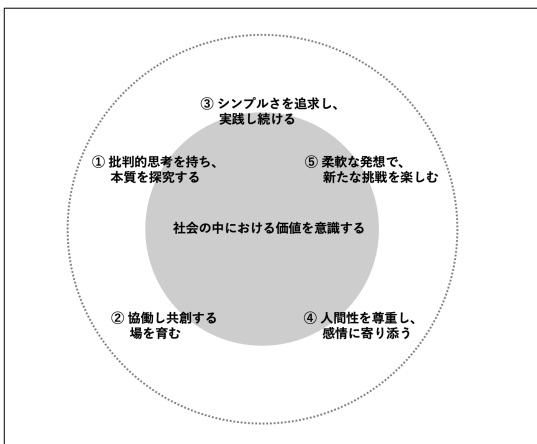 ③ シンプルさを追求し、
実践し続ける
① 批判的思考を持ち、
本質を探究する
⑤ 柔軟な発想で、
新たな挑戦を楽しむ
社会の中における価値を意識する
② 協働し共創する
場を育む
④ 人間性を尊重し、
感情に寄り添う